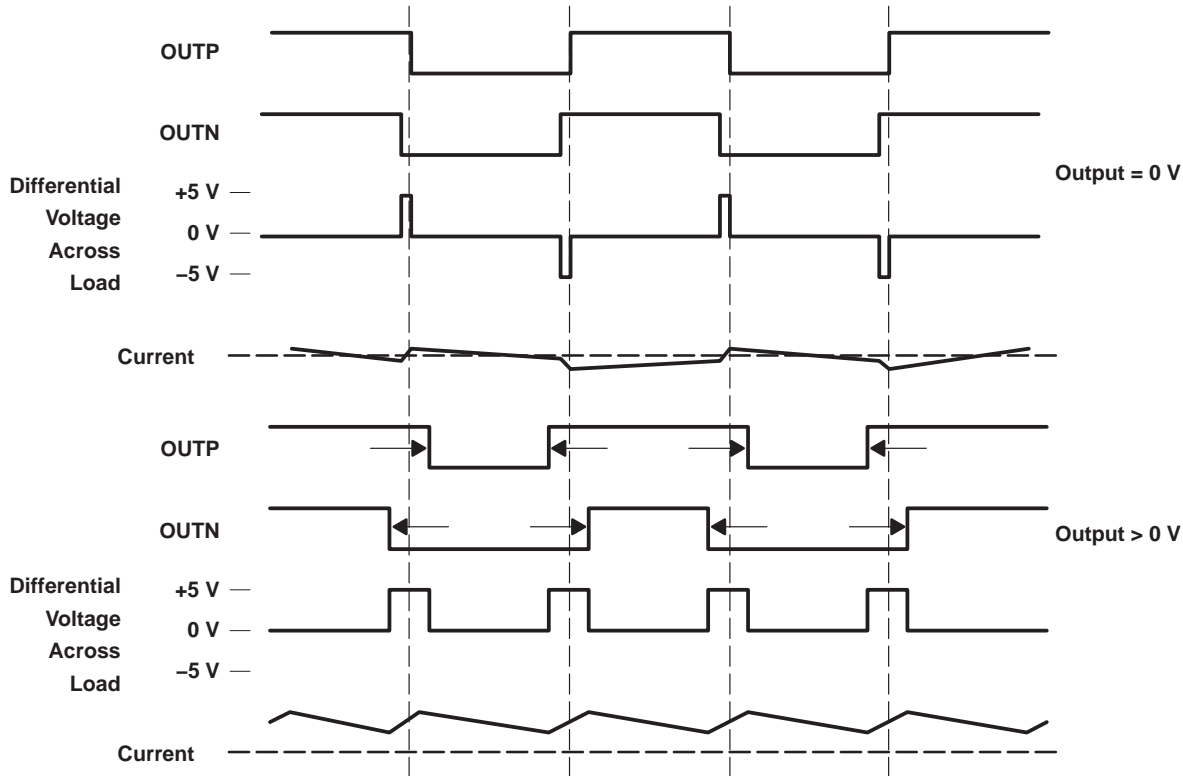 OUTP
OUTN
Output = 0 V
Differential
Voltage
Across
Load
+5 V
0 V
–5 V
Current
OUTP
OUTN
Output > 0 V
Differential
Voltage
Across
Load
+5 V
0 V
–5 V
Current